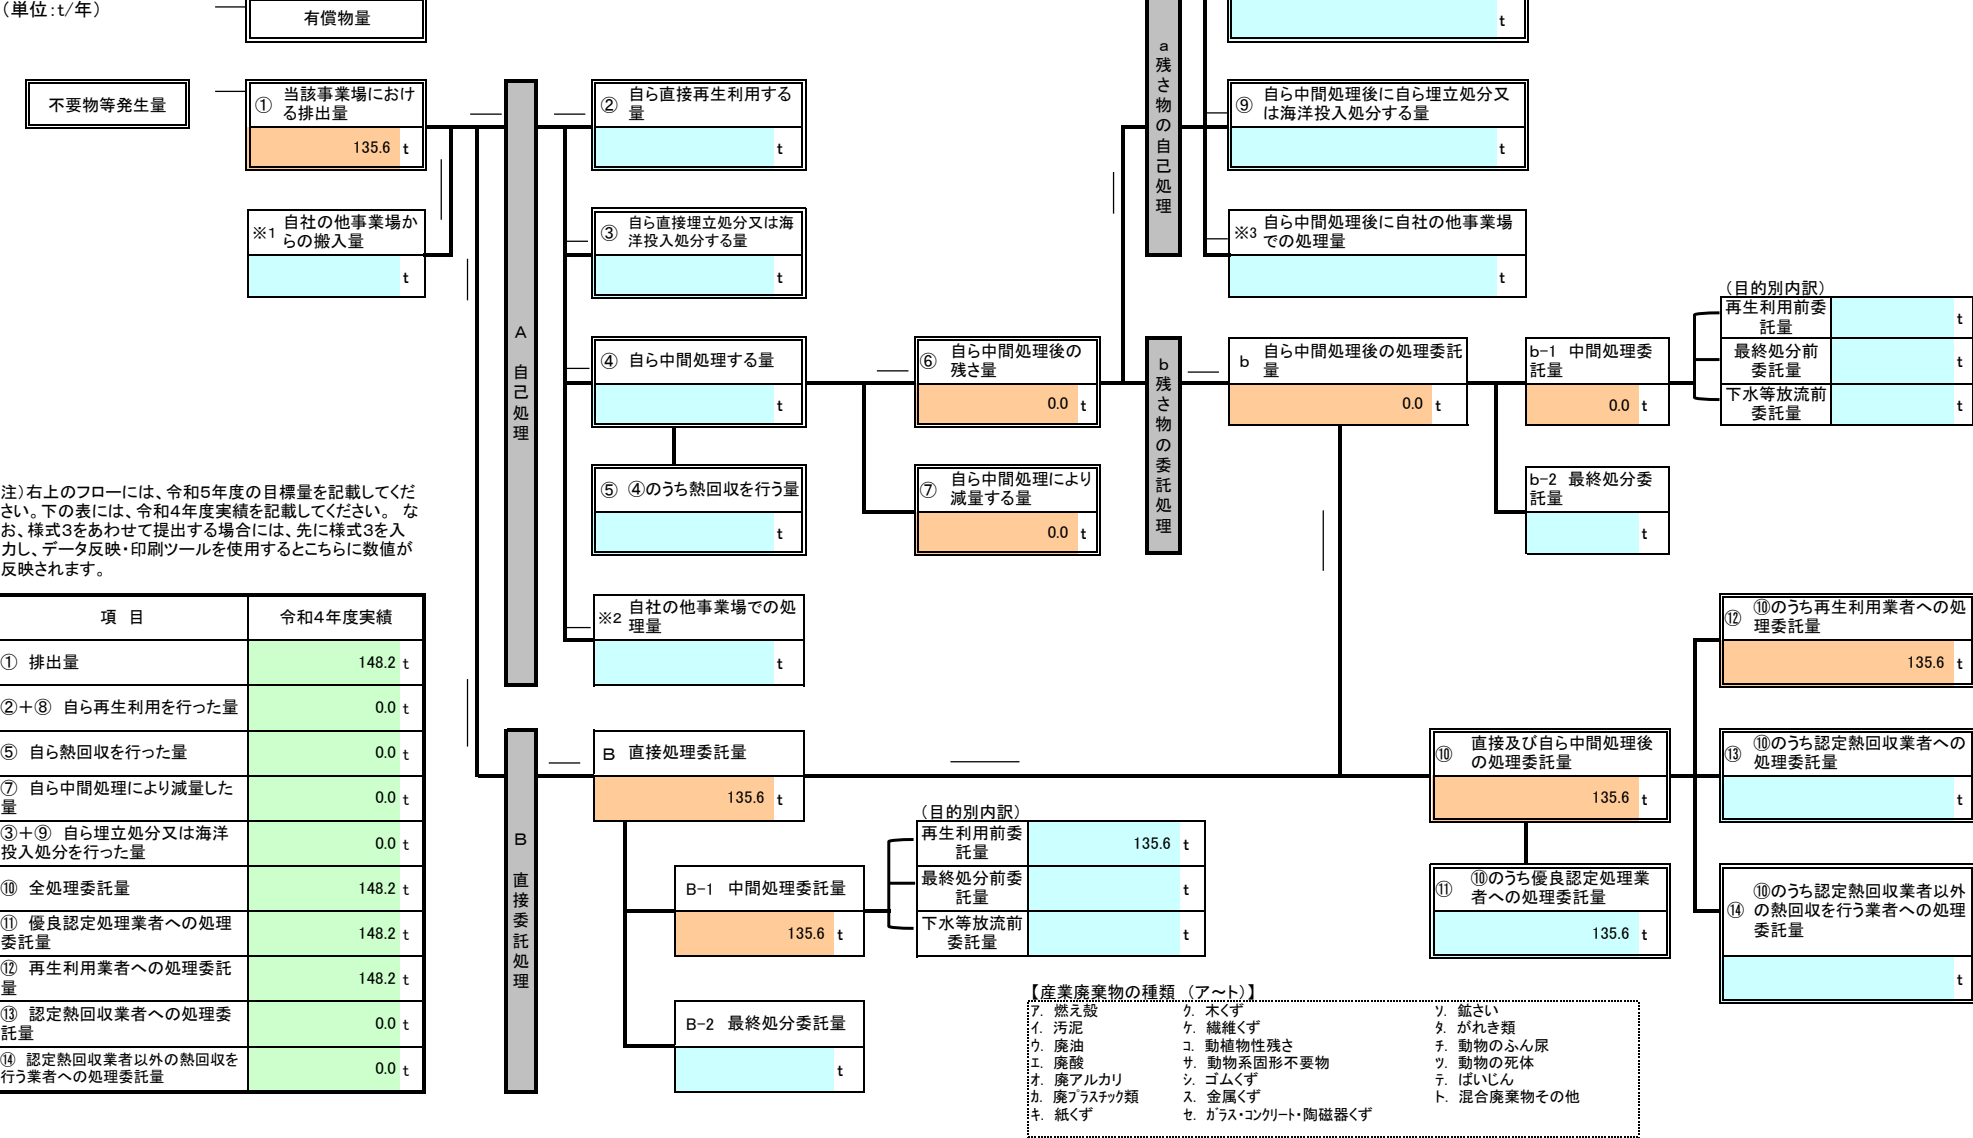 (単位:t/年)
有償物量
t
不要物等発生量
① 当該事業場におけ
る排出量
135.6 t
※1 自社の他事業場か
らの搬入量
t
A 自己処理
② 自ら直接再生利用する
量
t
③ 自ら直接埋立処分又は海
洋投入処分する量
t
④ 自ら中間処理する量
t
⑤ ④のうち熱回収を行う量
t
※2 自社の他事業場での処
理量
t
⑥ 自ら中間処理後の
残さ量
0.0 t
⑦ 自ら中間処理により
減量する量
0.0 t
a残さ物の自己処理
⑨ 自ら中間処理後に自ら埋立処分又
は海洋投入処分する量
t
※3 自ら中間処理後に自社の他事業場
での処理量
t
b残さ物の委託処理
b 自ら中間処理後の処理委託
量
0.0 t
b-1 中間処理委
託量
0.0 t
b-2 最終処分委
託量
t
(目的別内訳)
再生利用前委
託量
t
最終処分前
委託量
t
下水等放流前
委託量
t
注)右上のフローには、令和5年度の目標量を記載してくだ
さい。下の表には、令和4年度実績を記載してください。 な
お、様式3をあわせて提出する場合には、先に様式3を入
力し、データ反映・印刷ツールを使用するとこちらに数値が
反映されます。
項 目 令和4年度実績
① 排出量 148.2 t
②+⑧ 自ら再生利用を行った量 0.0 t
⑤ 自ら熱回収を行った量 0.0 t
⑦ 自ら中間処理により減量した
量 0.0 t
③+⑨ 自ら埋立処分又は海洋
投入処分を行った量 0.0 t
⑩ 全処理委託量 148.2 t
⑪ 優良認定処理業者への処理
委託量 148.2 t
⑫ 再生利用業者への処理委託
量 148.2 t
⑬ 認定熱回収業者への処理委
託量 0.0 t
⑭ 認定熱回収業者以外の熱回収を
行う業者への処理委託量 0.0 t
B 直接委託処理
B 直接処理委託量
135.6 t
B-1 中間処理委託量
135.6 t
B-2 最終処分委託量
t
(目的別内訳)
再生利用前委
託量
135.6 t
最終処分前委
託量
t
下水等放流前
委託量
t
⑩ 直接及び自ら中間処理後
の処理委託量
135.6 t
⑪ ⑩のうち優良認定処理業
者への処理委託量
135.6 t
⑫ ⑩のうち再生利用業者への処
理委託量
135.6 t
⑬ ⑩のうち認定熱回収業者への
処理委託量
t
⑭ ⑩のうち認定熱回収業者以外
の熱回収を行う業者への処理
委託量
t
【産業廃棄物の種類 (ア~ト)】
ア. 燃え殻 ク. 木くず ソ. 鉱さい
イ. 汚泥 ケ. 繊維くず タ. がれき類
ウ. 廃油 コ. 動植物性残さ チ. 動物のふん尿
エ. 廃酸 サ. 動物系固形不要物 ツ. 動物の死体
オ. 廃アルカリ シ. ゴムくず テ. ばいじん
カ. 廃プラスチック類 ス. 金属くず ト. 混合廃棄物その他
キ. 紙くず セ. ガラス・コンクリート・陶磁器くず